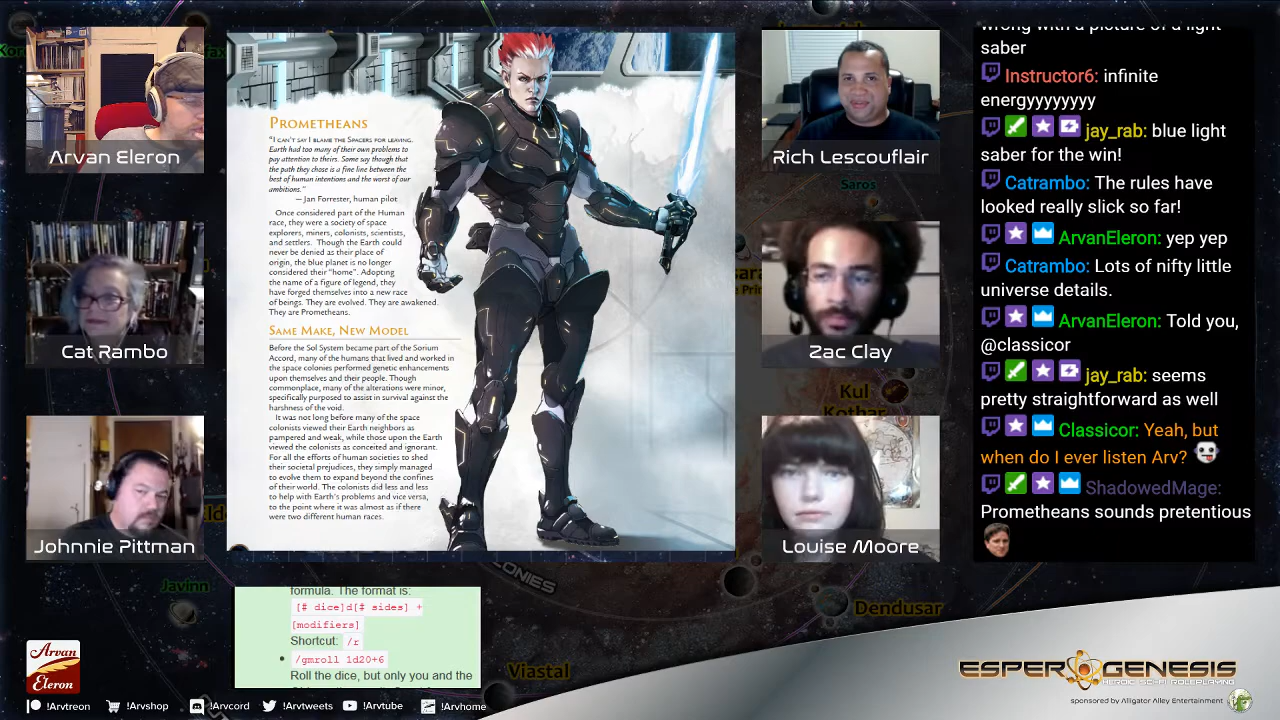 Arvan Eleron
Cat Rambo
Johnnie Pittman
PROMETHEANS
"I CAN'T SAY I BLAME THE SPACERS FOR LEAVING.
Earth had too many of their own problems to
pay attention to theirs. Some say though that
the path they chose is a fine line between the
best of human intentions and the worst of our
ambitions."
— Jan Forrester, human pilot
Once considered part of the Human
race, they were a society of space
explorers, miners, colonists, scientists,
and settlers. Though the Earth could
never be denied as their place of
origin, the blue planet is no longer
considered their "home". Adopting
the name of a figure of legend, they
have forged themselves into a new race
of beings. They are evolved. They are awakened.
They are Prometheans.
SAME MAKE, NEW MODEL
Before the Sol System became part of the Sorium
Accord, many of the humans that lived and worked in
the space colonies performed genetic enhancements
upon themselves and their people. Though
commonplace, many of the alterations were minor,
specifically purposed to assist in survival against the
harshness of the void.
It was not long before many of the space
colonists viewed their Earth neighbors as
pampered and weak, while those upon the Earth
viewed the colonists as conceited and ignorant.
For all the efforts of human societies to shed
their societal prejudices, they simply managed
to evolve them to expand beyond the confines
of their world. The colonists did less and less
to help with Earth's problems and vice versa,
to the point where it was almost as if there
were two different human races.
Rich Lescouflair
Saros
Zac Clay
Kul
Kothar
Louise Moore
wrong with a picture of a light
saber
Instructor6: infinite
energyyyyyyyy
jay_rab: blue light
saber for the win!
Catrambo: The rules have
looked really slick so far!
ArvanEleron: yep yep
Catrambo: Lots of nifty little
universe details.
ArvanEleron: Told you,
@classicor
jay_rab: seems
pretty straightforward as well
Classicor: Yeah, but
when do I ever listen Arv?
ShadowedMage:
Prometheans sounds pretentious
Javinn
COLONIES
Dendusar
Viastal
formula. The format is:
[# dice]d[# sides] +
[modifiers]
Shortcut: /r
/gmroll 1d20+6
Roll the dice, but only you and the
Arvan
Eleron
ESPER GENESIS
HEROIC SCI-FI ROLEPLAYING
sponsored by Alligator Alley Entertainment
!Arvtreon !Arvshop !Arvcord !Arvtweets !Arvtube !Arvhome